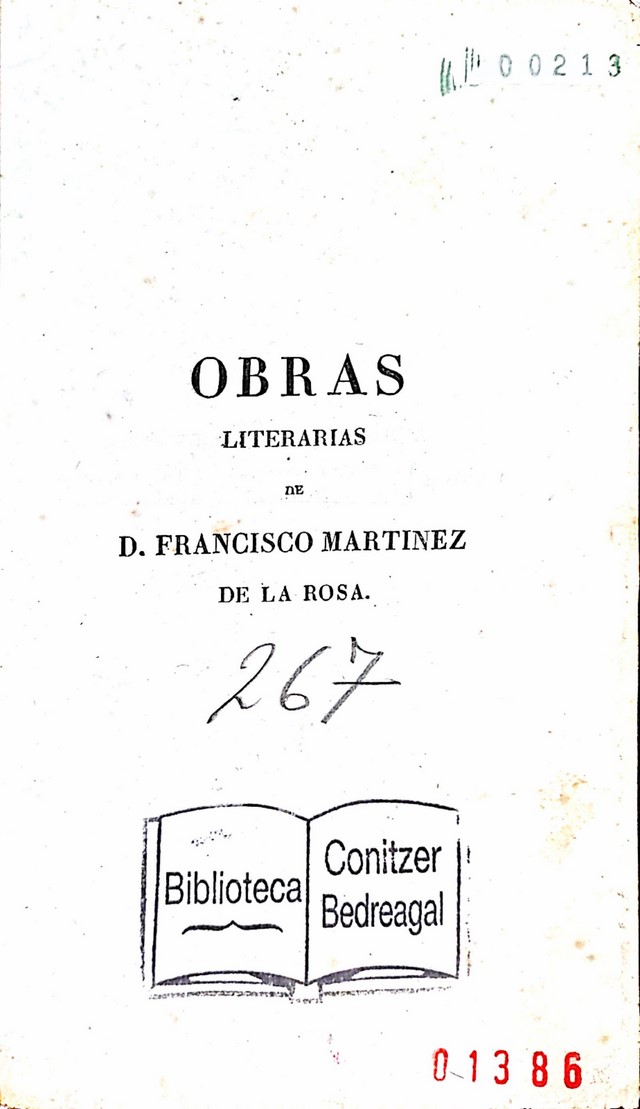 00213
OBRAS
LITERARIAS
DE
D. FRANCISCO MARTINEZ
DE LA ROSA.
267
Biblioteca
Conitzer
Bedreagal
01386